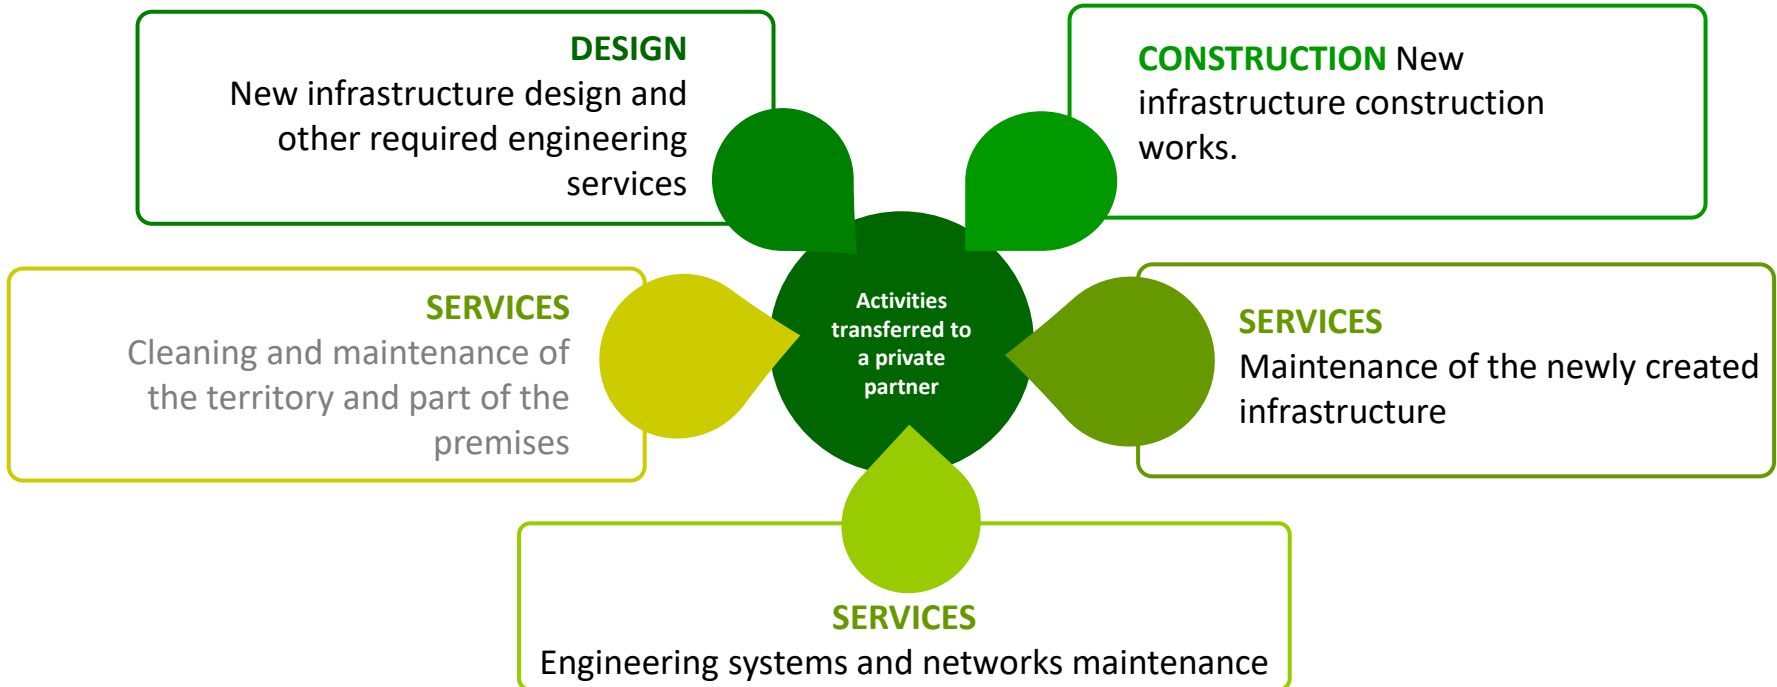 DESIGN
New infrastructure design and
other required engineering
services
CONSTRUCTION New
infrastructure construction
works.
SERVICES
Cleaning and maintenance of
the territory and part of the
premises
Activities
transferred to
a private
partner
SERVICES
Maintenance of the newly created
infrastructure
SERVICES
Engineering systems and networks maintenance